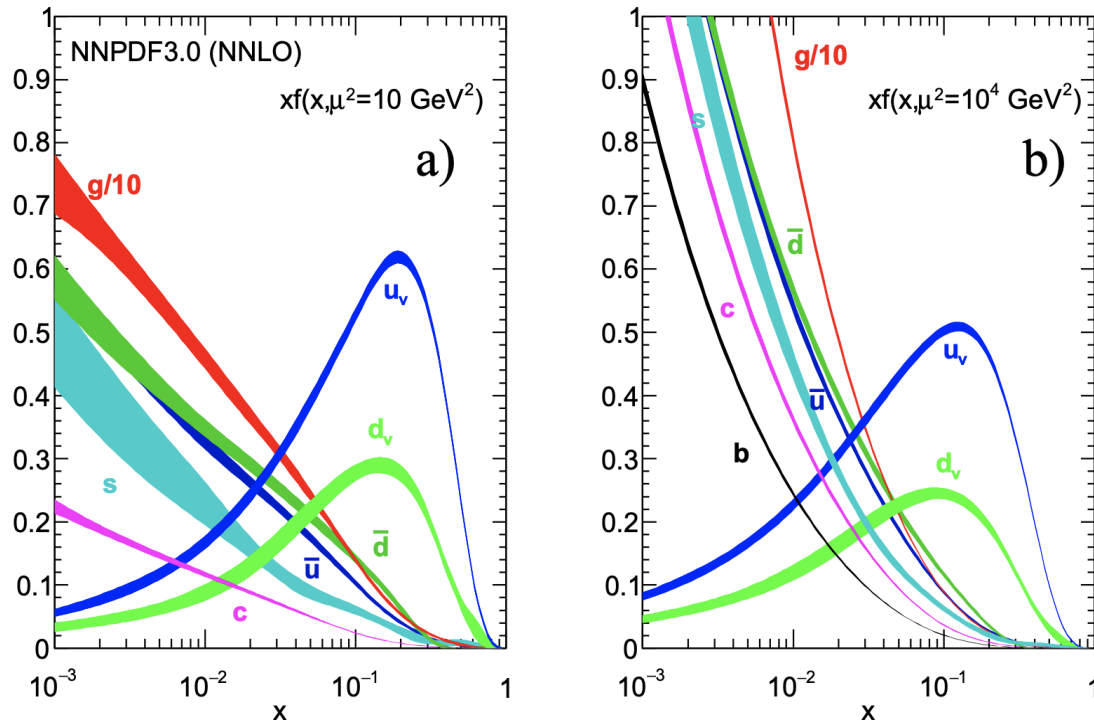 NNPDF3.0 (NNLO)
xf(x,μ²=10 GeV²)
a)
g/10
u_v
d_v
s
d̅
u̅
c
1
0.9
0.8
0.7
0.6
0.5
0.4
0.3
0.2
0.1
0
10⁻³
10⁻²
10⁻¹
1
x
g/10
xf(x,μ²=10⁴ GeV²)
s
b)
d̅
c
u_v
u̅
b
d_v
1
0.9
0.8
0.7
0.6
0.5
0.4
0.3
0.2
0.1
0
10⁻³
10⁻²
10⁻¹
1
x